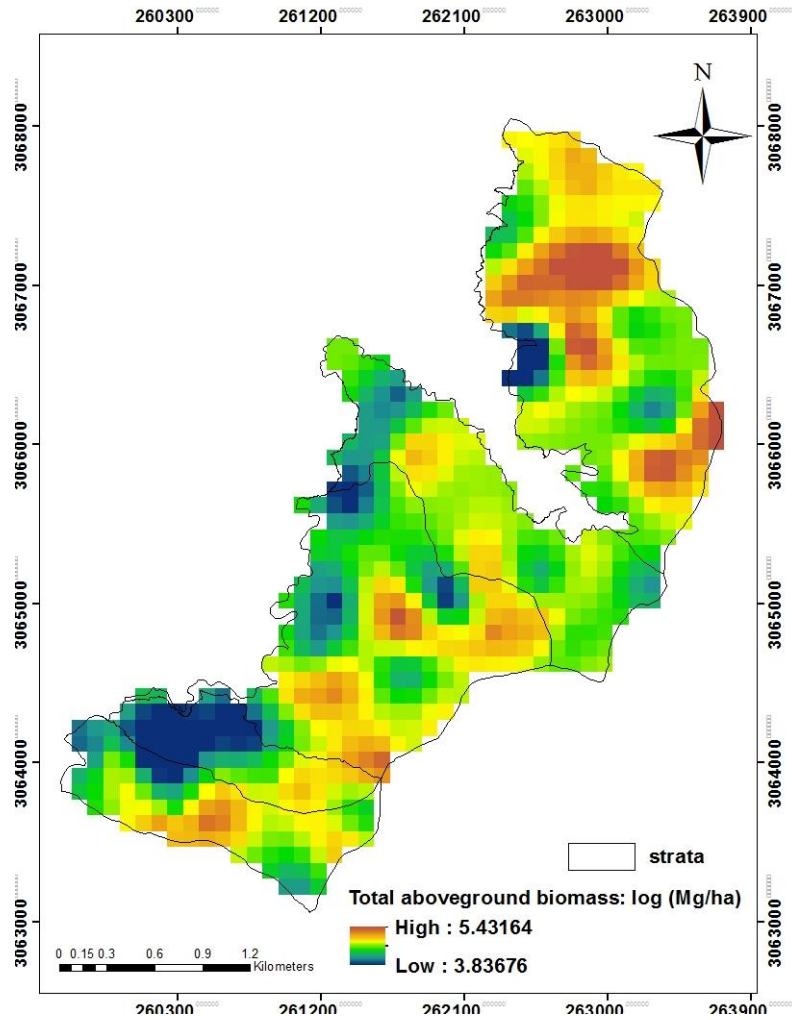 260300 261200 262100 263000 263900
N
3068000 3068000
3067000 3067000
3066000 3066000
3065000 3065000
3064000 3064000
3063000 3063000
strata
Total aboveground biomass: log (Mg/ha)
High : 5.43164
Low : 3.83676
0 0.15 0.3 0.6 0.9 1.2
Kilometers
260300 261200 262100 263000 263900